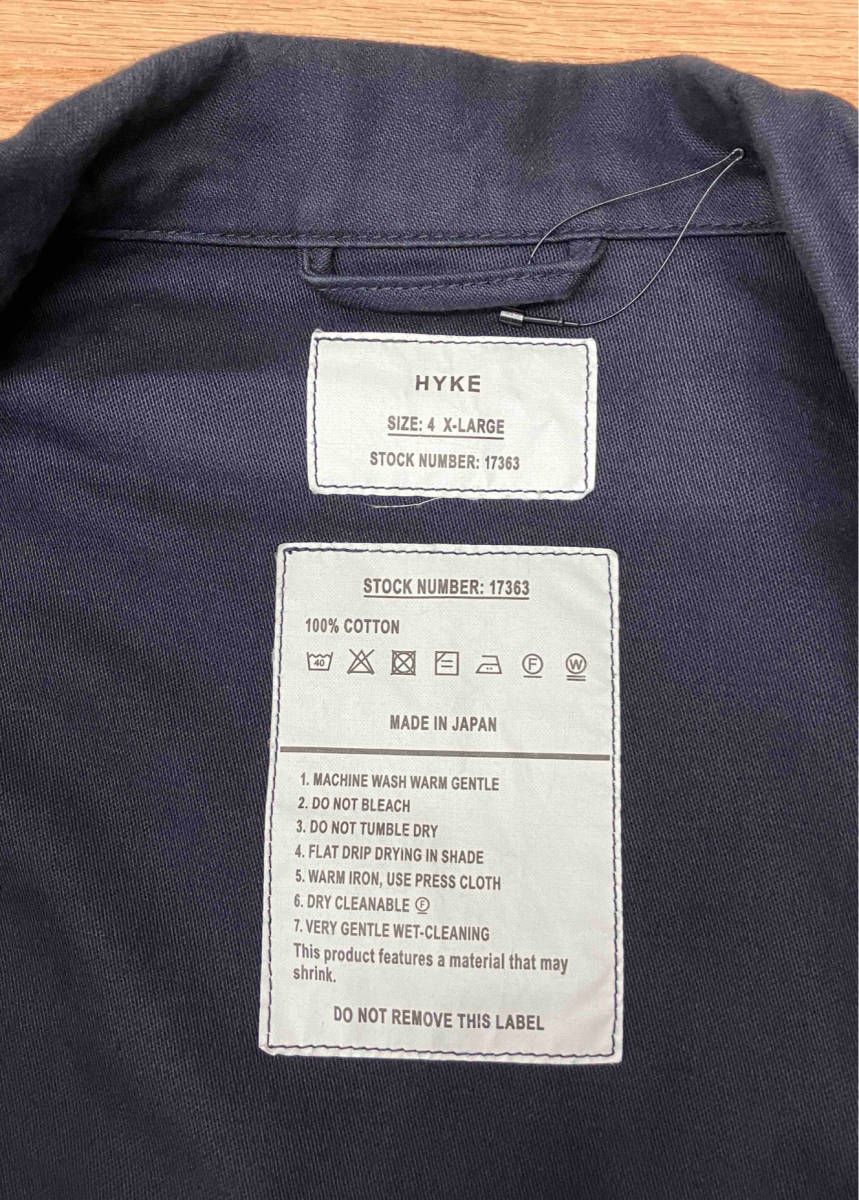 HYKE
SIZE: 4 X-LARGE
STOCK NUMBER: 17363
STOCK NUMBER: 17363
100% COTTON
40 F W
MADE IN JAPAN
1. MACHINE WASH WARM GENTLE
2. DO NOT BLEACH
3. DO NOT TUMBLE DRY
4. FLAT DRIP DRYING IN SHADE
5. WARM IRON, USE PRESS CLOTH
6. DRY CLEANABLE Ⓕ
7. VERY GENTLE WET-CLEANING
This product features a material that may
shrink.
DO NOT REMOVE THIS LABEL